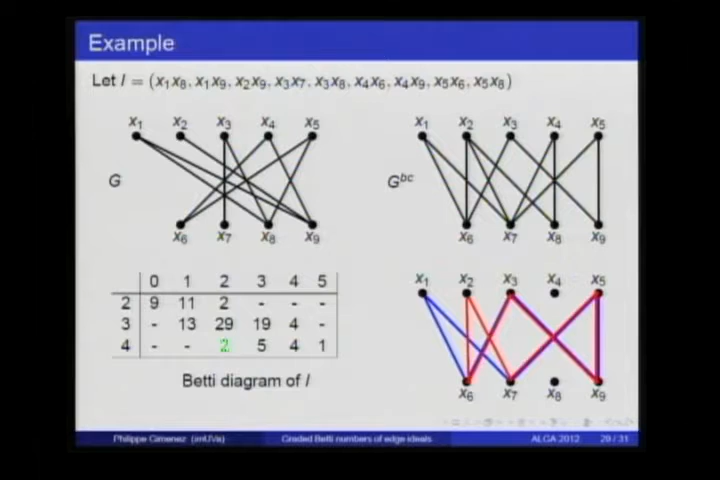 Example
Let I = (x₁x₈, x₁x₉, x₂x₉, x₃x₇, x₃x₈, x₄x₆, x₄x₉, x₅x₆, x₅x₈)
x₁ x₂ x₃ x₄ x₅
G
x₆ x₇ x₈ x₉
x₁ x₂ x₃ x₄ x₅
G^bc
x₆ x₇ x₈ x₉
0 1 2 3 4 5
2 9 11 2 - - -
3 - 13 29 19 4 -
4 - - 2 5 4 1
Betti diagram of I
x₁ x₂ x₃ x₄ x₅
x₆ x₇ x₈ x₉
Philippe Gimenez (imUVa) Graded Betti numbers of edge ideals ALGA 2012 29 / 31